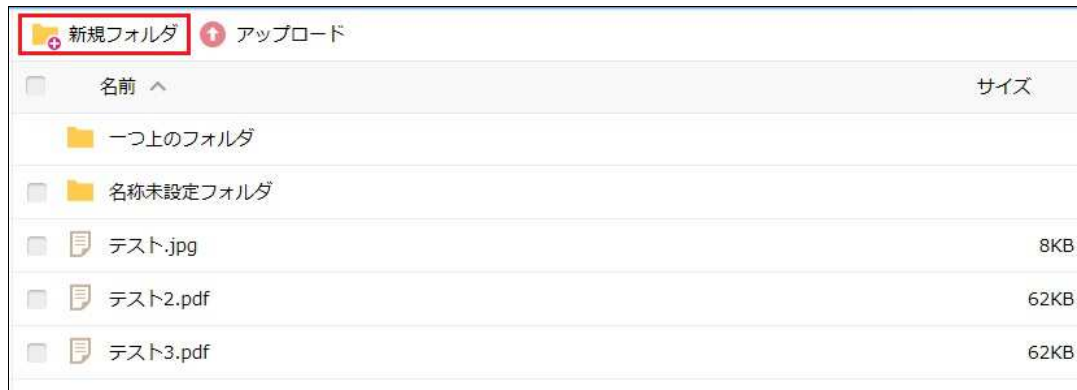 新規フォルダ アップロード
名前 サイズ
一つ上のフォルダ
名称未設定フォルダ
テスト.jpg 8KB
テスト2.pdf 62KB
テスト3.pdf 62KB